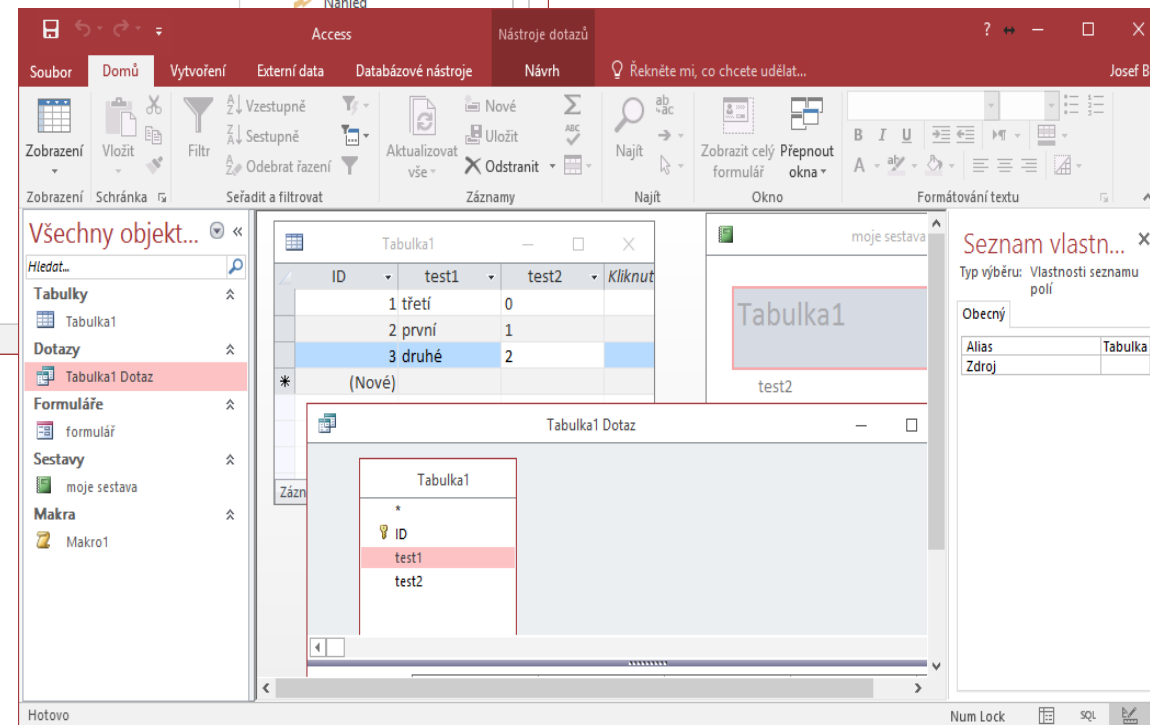 Náhled
Access
Nástroje dotazů
?
Soubor
Domů
Vytvoření
Externí data
Databázové nástroje
Návrh
Řekněte mi, co chcete udělat...
Josef B
Zobrazení
Vložit
Filtr
Vzestupně
Sestupně
Odebrat řazení
Aktualizovat
vše
Nové
Uložit
Odstranit
Najít
Zobrazit celý
formulář
Přepnout
okna
B I U
A
Zobrazení
Schránka
Seřadit a filtrovat
Záznamy
Najít
Okno
Formátování textu
Všechny objekt...
Hledat...
Tabulky
Tabulka1
Dotazy
Tabulka1 Dotaz
Formuláře
formulář
Sestavy
moje sestava
Makra
Makro1
Tabulka1
ID test1 test2 Kliknut
1 třetí 0
2 první 1
3 druhé 2
* (Nové)
Zázn
moje sestava
Tabulka1
test2
Tabulka1 Dotaz
Tabulka1
*
ID
test1
test2
Seznam vlastn...
Typ výběru: Vlastnosti seznamu
polí
Obecný
Alias Tabulka
Zdroj
Hotovo
Num Lock
SQL